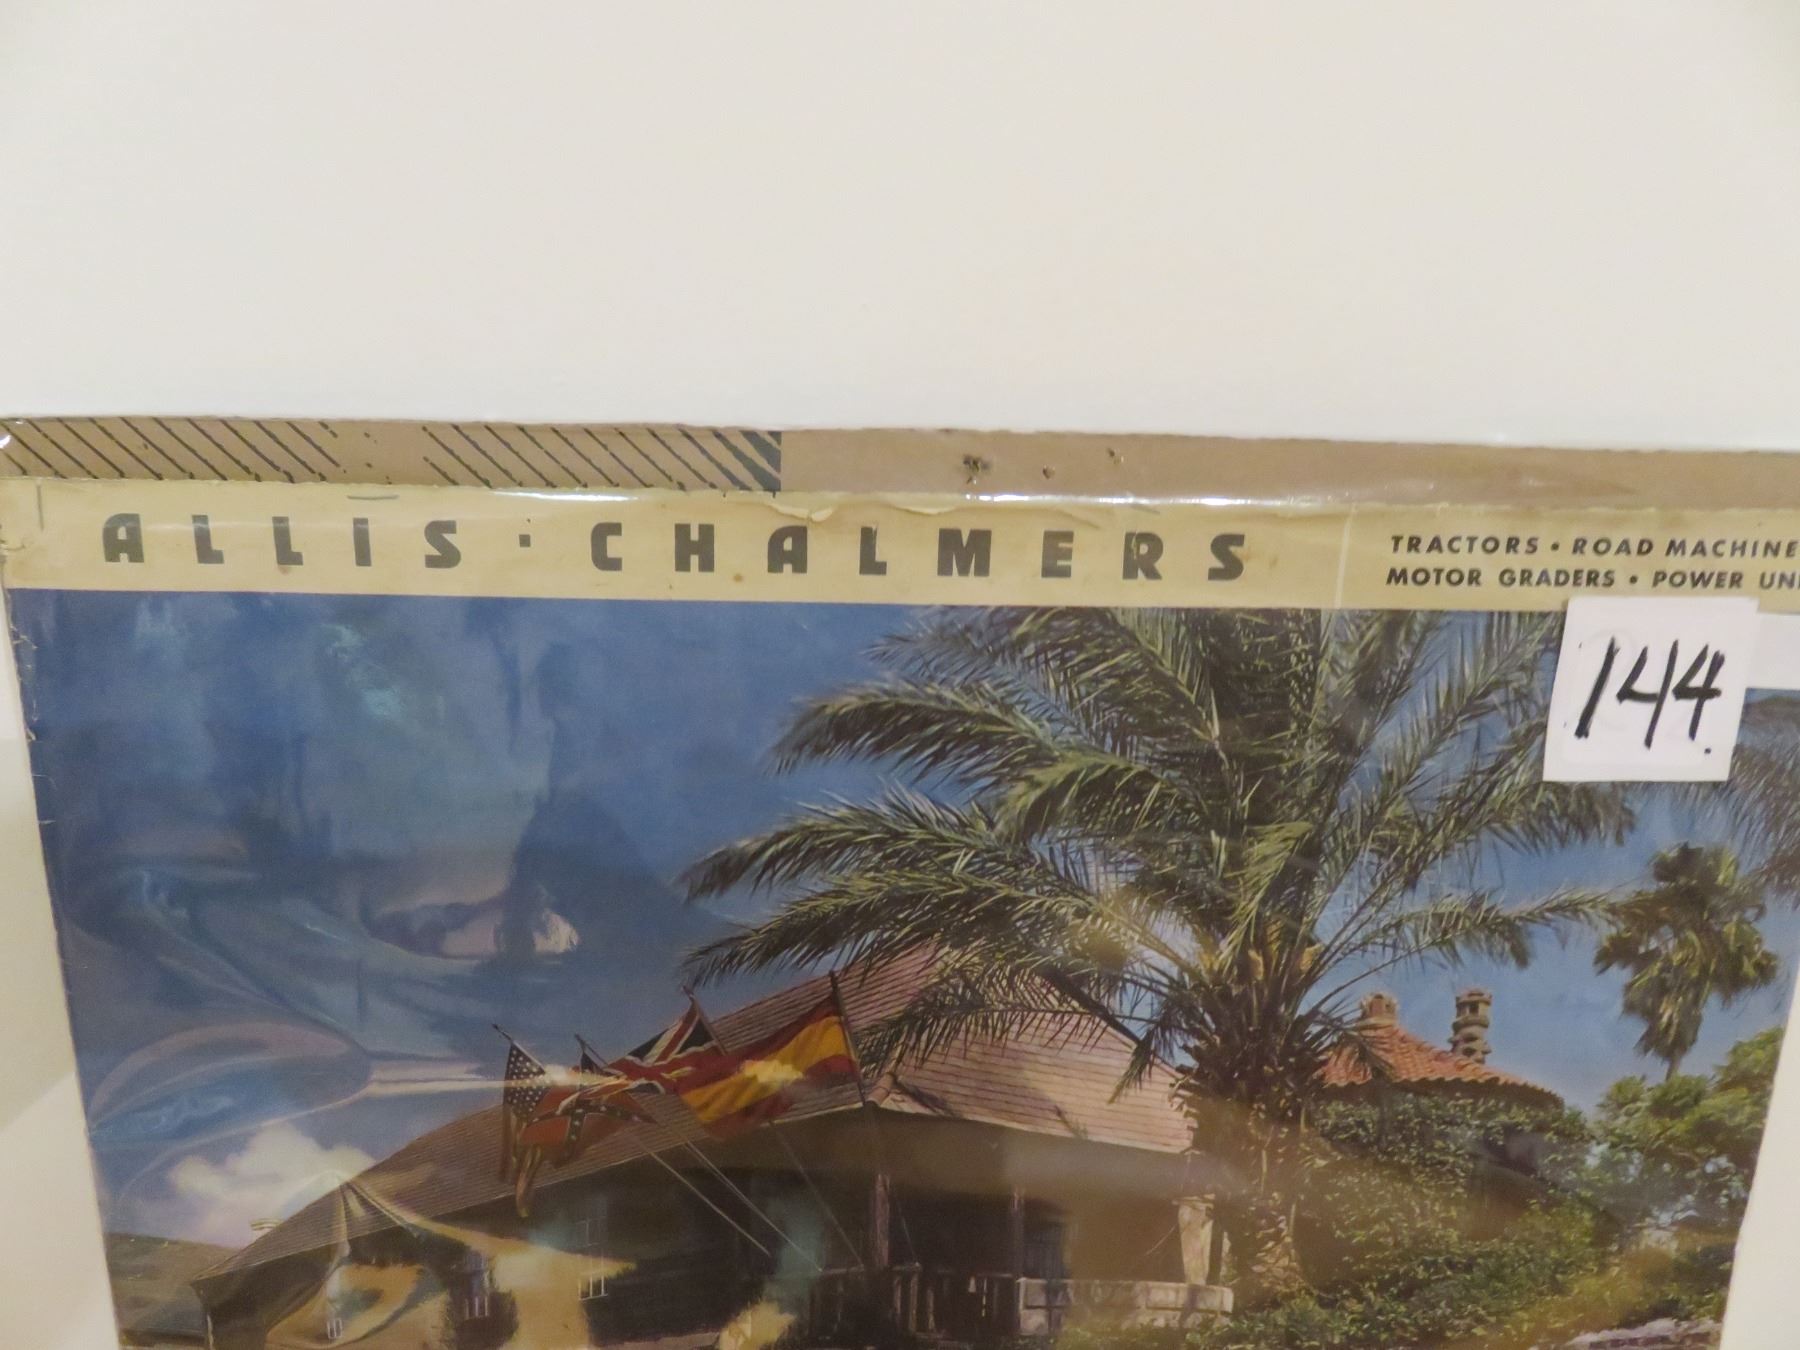 ALLIS·CHALMERS
TRACTORS • ROAD MACHINE
MOTOR GRADERS • POWER UNI
144.